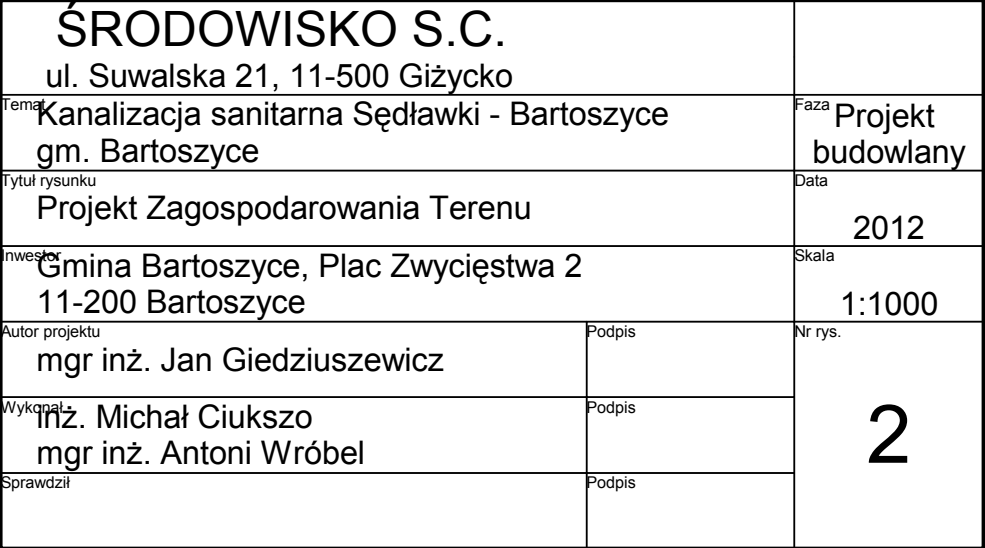 ŚRODOWISKO S.C.
ul. Suwalska 21, 11-500 Giżycko
Temat
Kanalizacja sanitarna Sędławki - Bartoszyce
gm. Bartoszyce
Faza
Projekt
budowlany
Tytuł rysunku
Projekt Zagospodarowania Terenu
Data
2012
Inwestor
Gmina Bartoszyce, Plac Zwycięstwa 2
11-200 Bartoszyce
Skala
1:1000
Autor projektu
mgr inż. Jan Giedziuszewicz
Podpis
Nr rys.
2
Wykonał
inż. Michał Ciukszo
mgr inż. Antoni Wróbel
Podpis
Sprawdził
Podpis